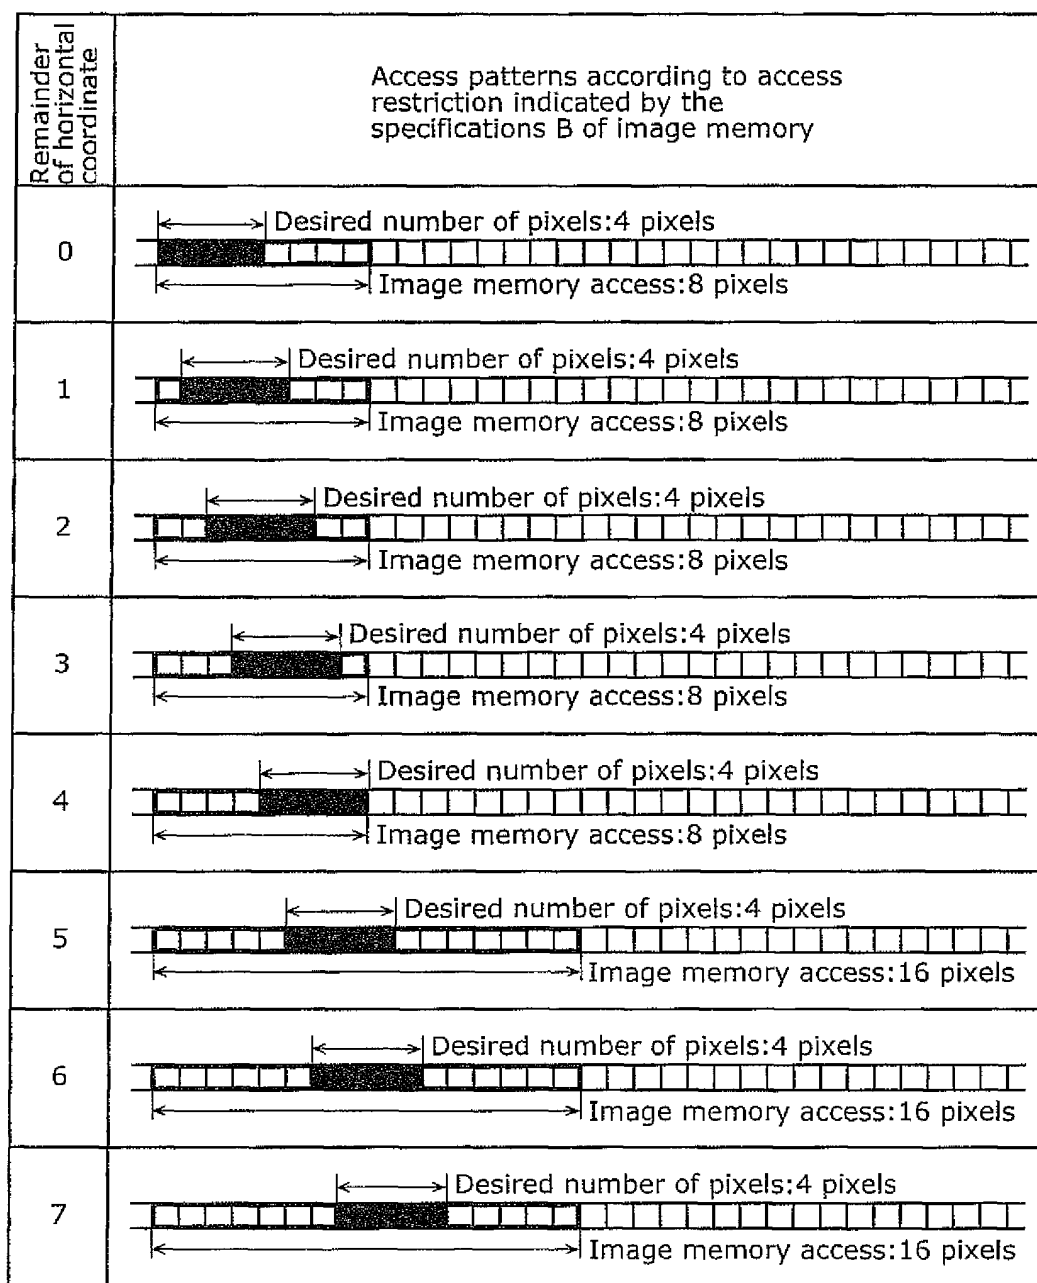 Remainder
of horizontal
coordinate
Access patterns according to access
restriction indicated by the
specifications B of image memory
0
Desired number of pixels:4 pixels
Image memory access:8 pixels
1
Desired number of pixels:4 pixels
Image memory access:8 pixels
2
Desired number of pixels:4 pixels
Image memory access:8 pixels
3
Desired number of pixels:4 pixels
Image memory access:8 pixels
4
Desired number of pixels:4 pixels
Image memory access:8 pixels
5
Desired number of pixels:4 pixels
Image memory access:16 pixels
6
Desired number of pixels:4 pixels
Image memory access:16 pixels
7
Desired number of pixels:4 pixels
Image memory access:16 pixels